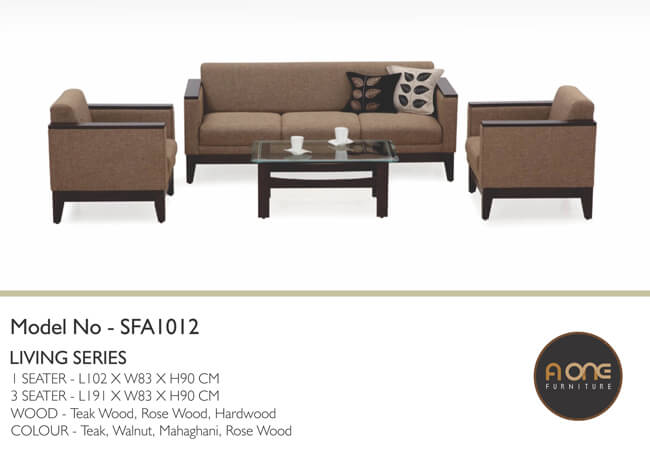 Model No - SFA1012
LIVING SERIES
1 SEATER - L102 X W83 X H90 CM
3 SEATER - L191 X W83 X H90 CM
WOOD - Teak Wood, Rose Wood, Hardwood
COLOUR - Teak, Walnut, Mahaghani, Rose Wood
A ONE
FURNITURE